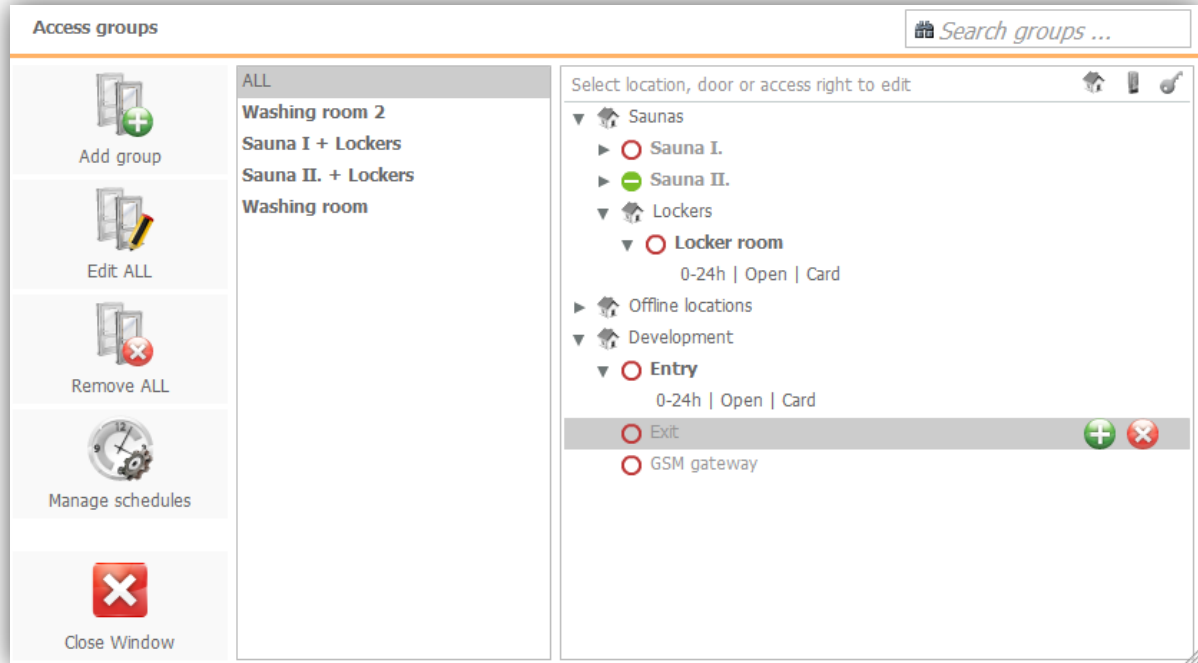 Access groups
Search groups ...
Add group
Edit ALL
Remove ALL
12
9
Manage schedules
Close Window
ALL
Washing room 2
Sauna I + Lockers
Sauna II. + Lockers
Washing room
Select location, door or access right to edit
Saunas
Sauna I.
Sauna II.
Lockers
Locker room
0-24h | Open | Card
Offline locations
Development
Entry
0-24h | Open | Card
Exit
GSM gateway